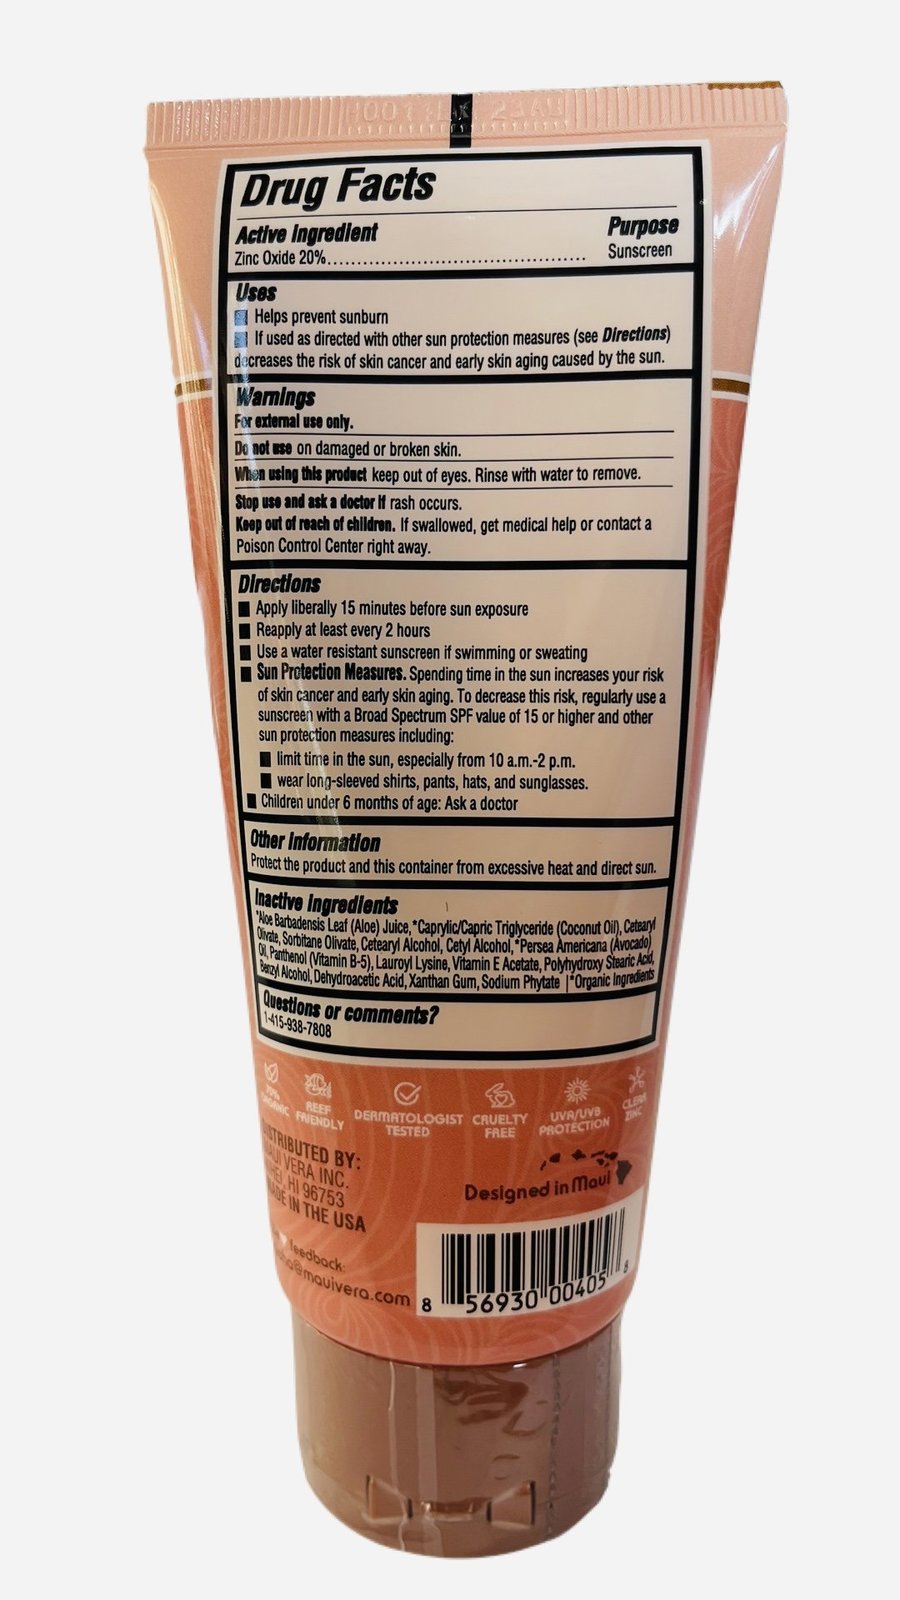 Drug Facts
Active ingredient Purpose
Zinc Oxide 20%........................................ Sunscreen
Uses
■ Helps prevent sunburn
■ If used as directed with other sun protection measures (see Directions)
decreases the risk of skin cancer and early skin aging caused by the sun.
Warnings
For external use only.
Do not use on damaged or broken skin.
When using this product keep out of eyes. Rinse with water to remove.
Stop use and ask a doctor if rash occurs.
Keep out of reach of children. If swallowed, get medical help or contact a
Poison Control Center right away.
Directions
■ Apply liberally 15 minutes before sun exposure
■ Reapply at least every 2 hours
■ Use a water resistant sunscreen if swimming or sweating
■ Sun Protection Measures. Spending time in the sun increases your risk
of skin cancer and early skin aging. To decrease this risk, regularly use a
sunscreen with a Broad Spectrum SPF value of 15 or higher and other
sun protection measures including:
■ limit time in the sun, especially from 10 a.m.-2 p.m.
■ wear long-sleeved shirts, pants, hats, and sunglasses.
■ Children under 6 months of age: Ask a doctor
Other information
Protect the product and this container from excessive heat and direct sun.
Inactive ingredients
*Aloe Barbadensis Leaf (Aloe) Juice, *Caprylic/Capric Triglyceride (Coconut Oil), Cetearyl
Olivate, Sorbitane Olivate, Cetearyl Alcohol, Cetyl Alcohol, *Persea Americana (Avocado)
Oil, Panthenol (Vitamin B-5), Lauroyl Lysine, Vitamin E Acetate, Polyhydroxy Stearic Acid,
Benzyl Alcohol, Dehydroacetic Acid, Xanthan Gum, Sodium Phytate | *Organic Ingredients
Questions or comments?
1-415-938-7808
70% ORGANIC
REEF FRIENDLY
DERMATOLOGIST TESTED
CRUELTY FREE
UVA/UVB PROTECTION
CLEAR ZINC
DISTRIBUTED BY:
MAUI VERA INC.
HI 96753
MADE IN THE USA
Designed in Maui
feedback:
@mauivera.com
8 56930 00405 8